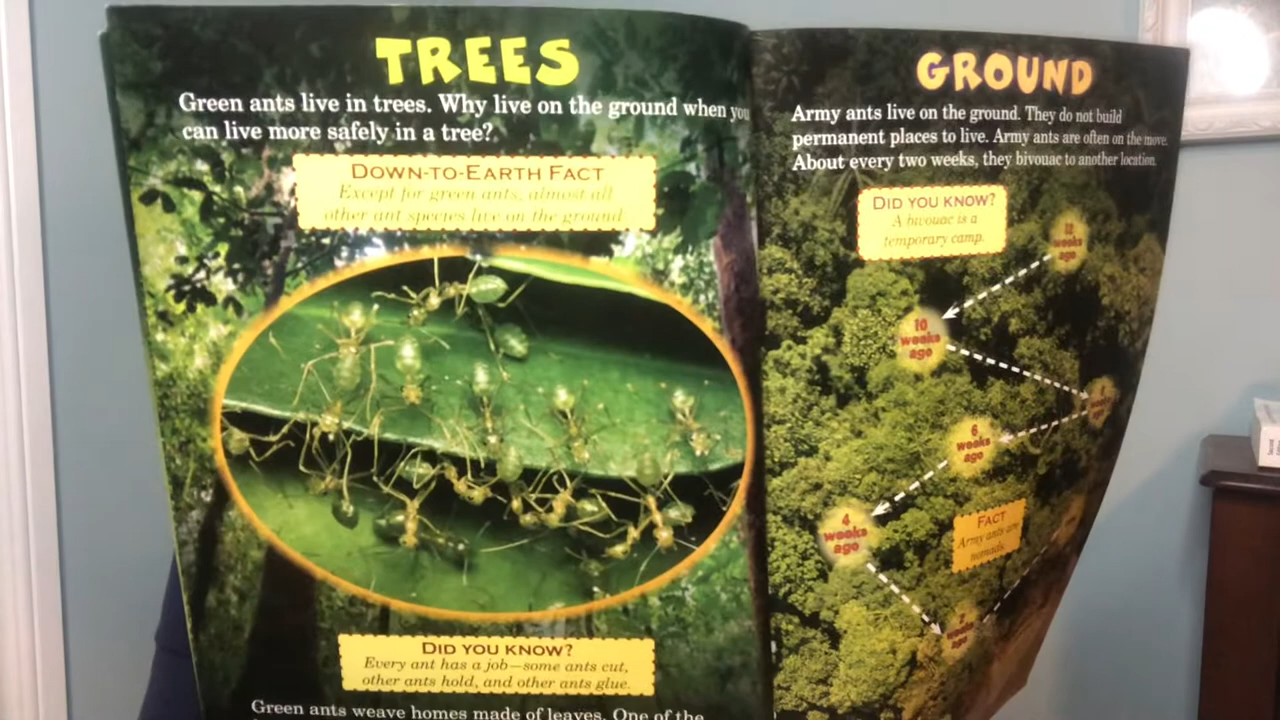 TREES
Green ants live in trees. Why live on the ground when you
can live more safely in a tree?
DOWN-TO-EARTH FACT
Except for green ants, almost all
other ant species live on the ground.
DID YOU KNOW?
Every ant has a job—some ants cut,
other ants hold, and other ants glue.
Green ants weave homes made of leaves. One of the
GROUND
Army ants live on the ground. They do not build
permanent places to live. Army ants are often on the move.
About every two weeks, they bivouac to another location.
DID YOU KNOW?
A bivouac is a
temporary camp.
12
weeks
ago
10
weeks
ago
weeks
ago
6
weeks
ago
4
weeks
ago
FACT
Army ants are
nomads.